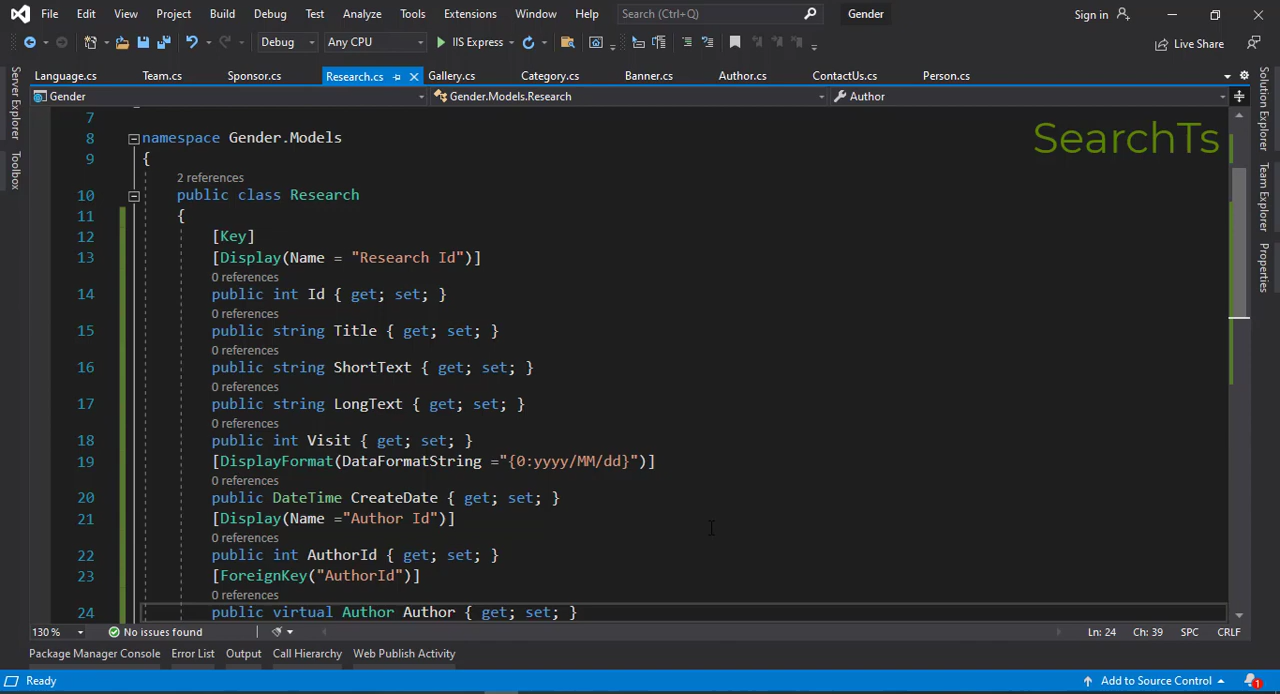 File Edit View Project Build Debug Test Analyze Tools Extensions Window Help Search (Ctrl+Q) Gender Sign in
Debug Any CPU IIS Express Live Share
Language.cs Team.cs Sponsor.cs Research.cs Gallery.cs Category.cs Banner.cs Author.cs ContactUs.cs Person.cs
Gender Gender.Models.Research Author
Server Explorer
Toolbox
Solution Explorer
Team Explorer
Properties
SearchTs
7
8 namespace Gender.Models
9 {
2 references
10 public class Research
11 {
12 [Key]
13 [Display(Name = "Research Id")]
0 references
14 public int Id { get; set; }
0 references
15 public string Title { get; set; }
0 references
16 public string ShortText { get; set; }
0 references
17 public string LongText { get; set; }
0 references
18 public int Visit { get; set; }
19 [DisplayFormat(DataFormatString ="{0:yyyy/MM/dd}")]
0 references
20 public DateTime CreateDate { get; set; }
21 [Display(Name ="Author Id")]
0 references
22 public int AuthorId { get; set; }
23 [ForeignKey("AuthorId")]
0 references
24 public virtual Author Author { get; set; }
130 % No issues found Ln: 24 Ch: 39 SPC CRLF
Package Manager Console Error List Output Call Hierarchy Web Publish Activity
Ready Add to Source Control 1